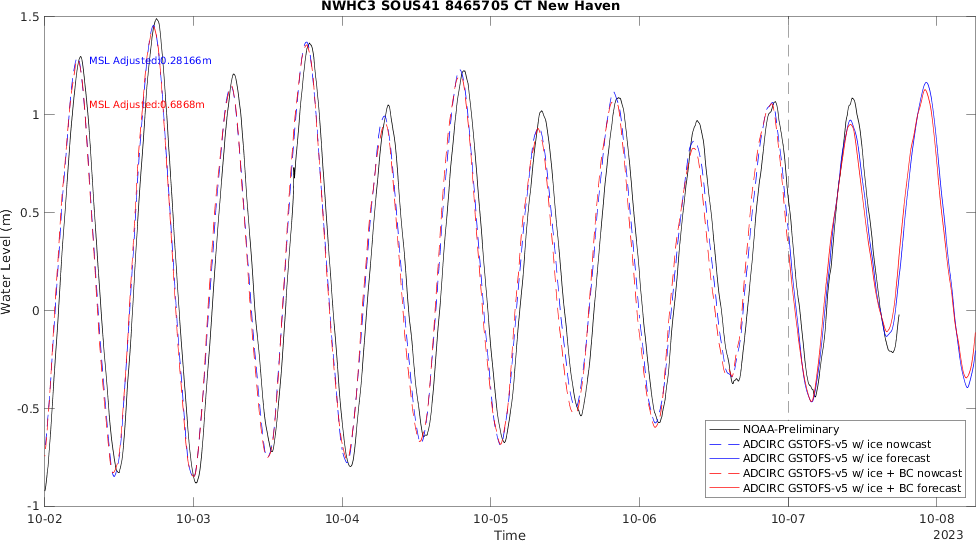 NWHC3 SOUS41 8465705 CT New Haven
1.5
1
0.5
0
-0.5
-1
Water Level (m)
MSL Adjusted:0.28166m
MSL Adjusted:0.6868m
NOAA-Preliminary
ADCIRC GSTOFS-v5 w/ ice nowcast
ADCIRC GSTOFS-v5 w/ ice forecast
ADCIRC GSTOFS-v5 w/ ice + BC nowcast
ADCIRC GSTOFS-v5 w/ ice + BC forecast
10-02
10-03
10-04
10-05
10-06
10-07
10-08
Time
2023